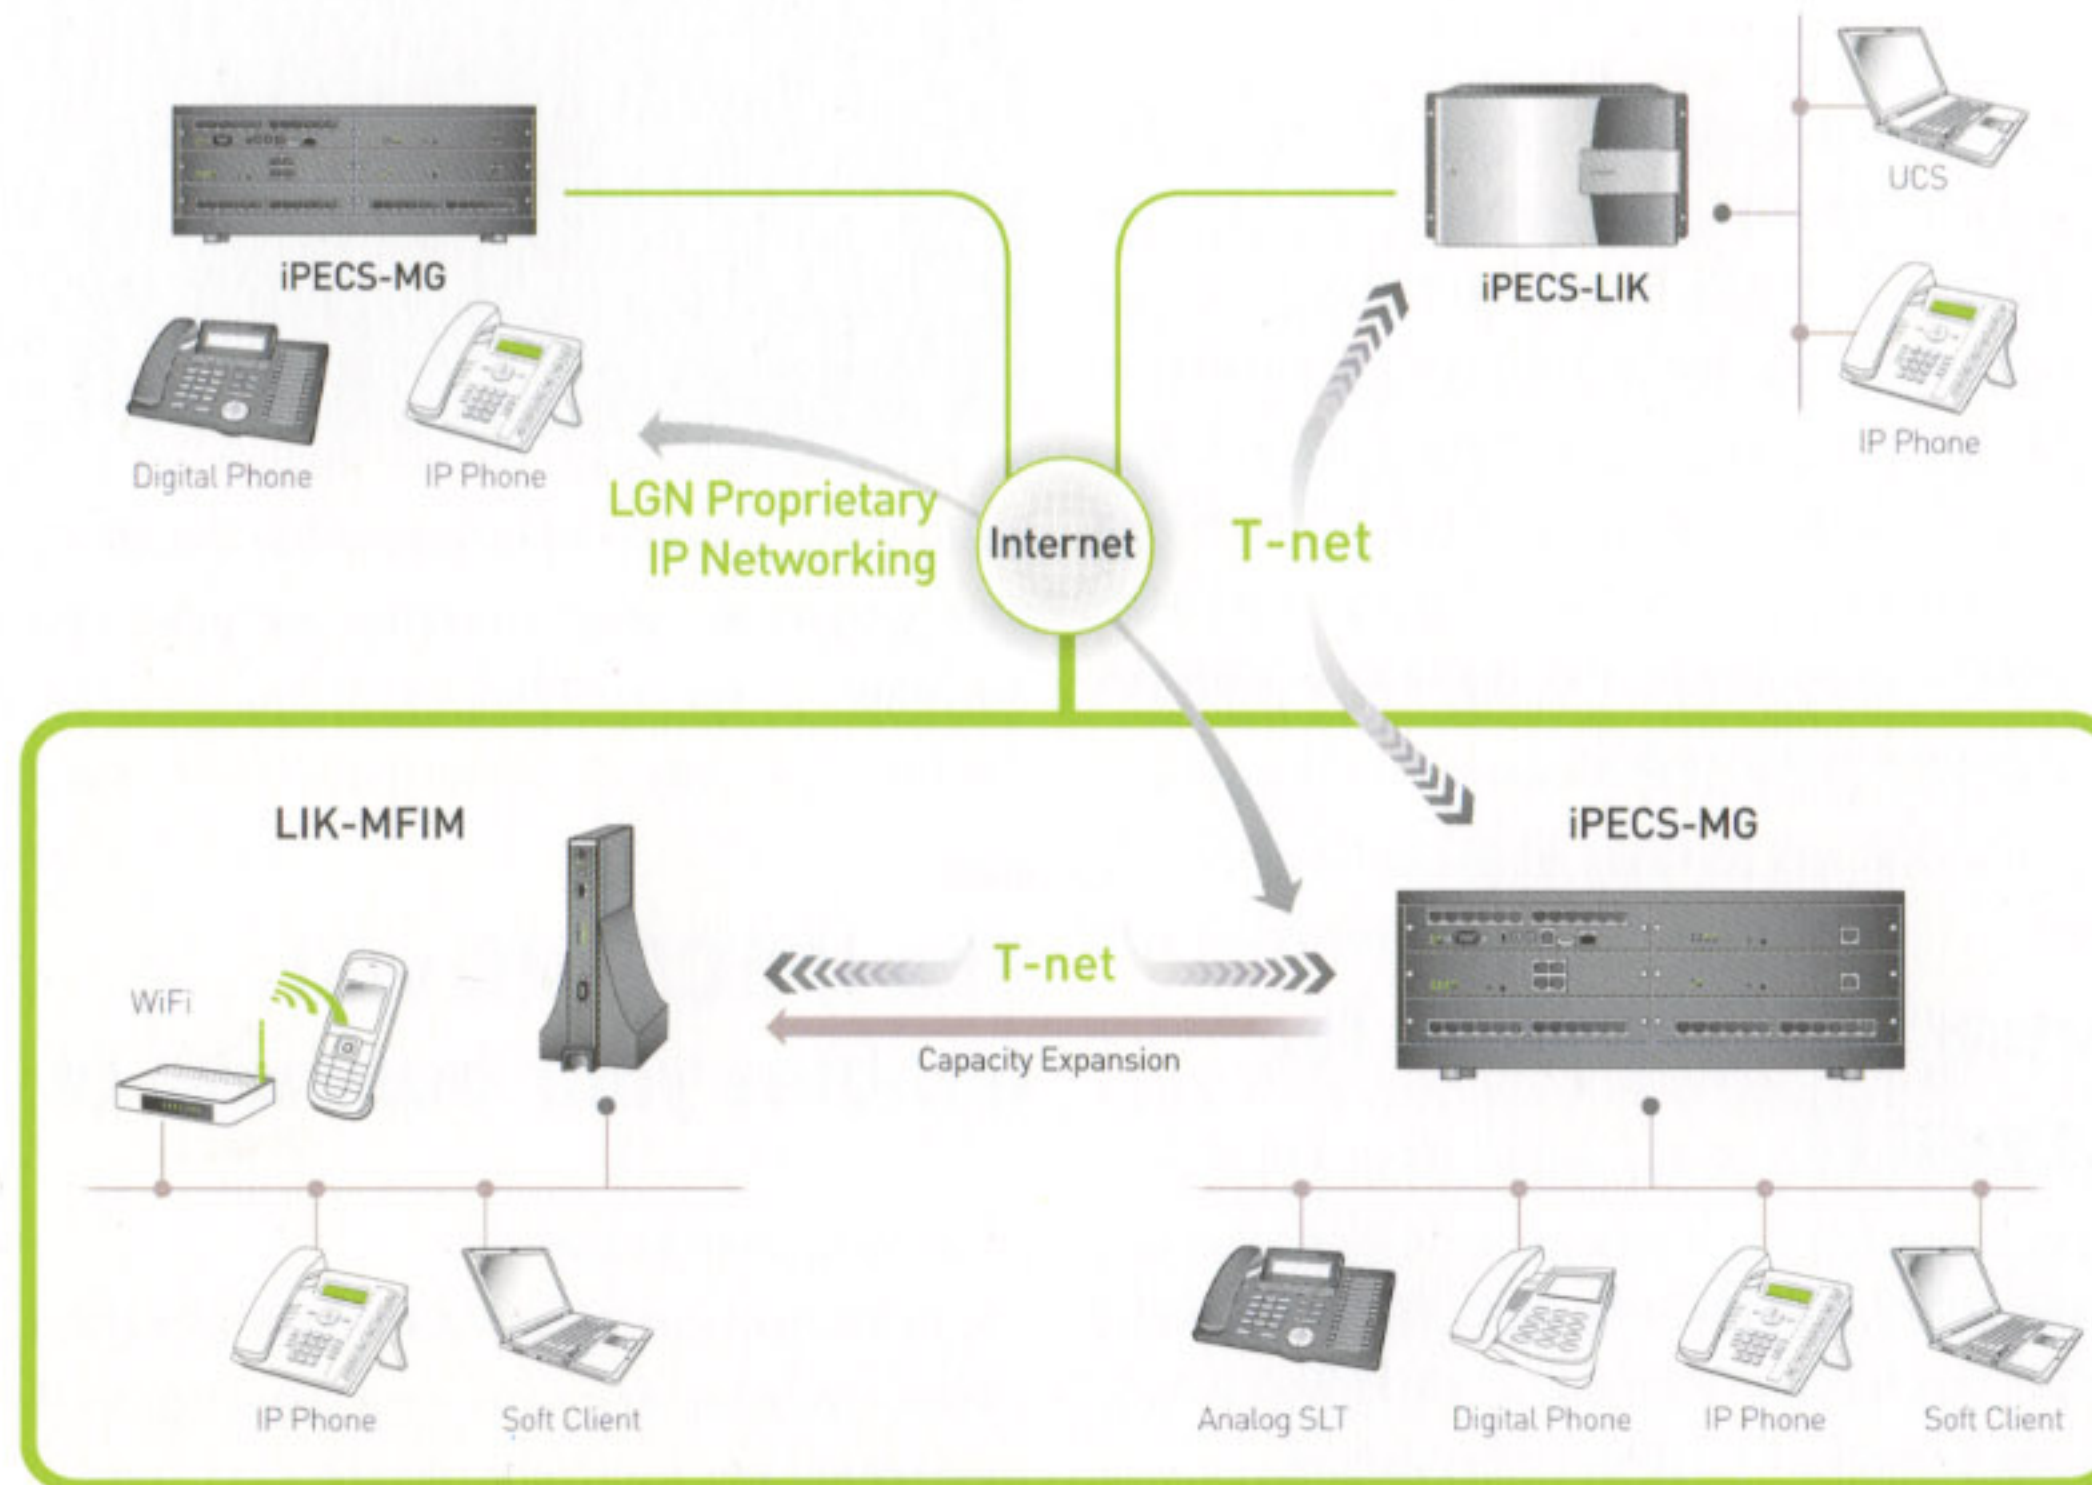 iPECS-MG
Digital Phone
IP Phone
iPECS-LIK
UCS
IP Phone
LGN Proprietary
IP Networking
Internet
T-net
LIK-MFIM
WiFi
IP Phone
Soft Client
T-net
Capacity Expansion
iPECS-MG
Analog SLT
Digital Phone
IP Phone
Soft Client